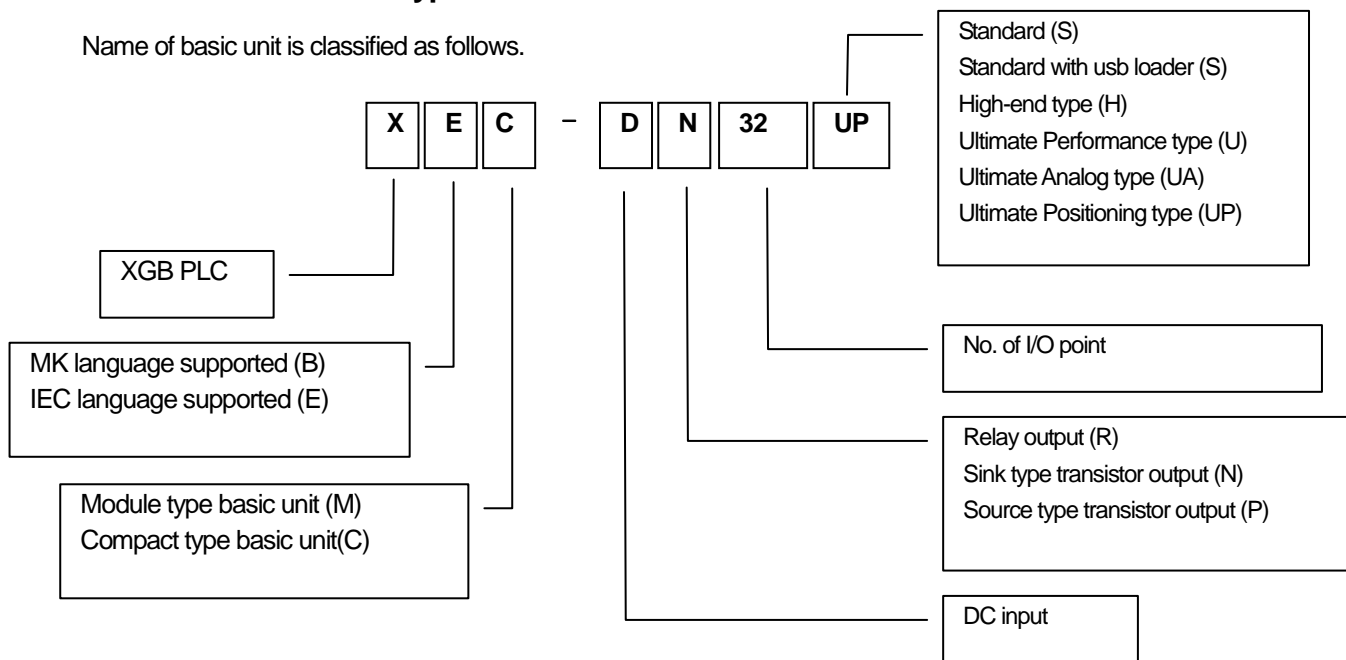 Name of basic unit is classified as follows.
X E C - D N 32 UP
Standard (S)
Standard with usb loader (S)
High-end type (H)
Ultimate Performance type (U)
Ultimate Analog type (UA)
Ultimate Positioning type (UP)
XGB PLC
MK language supported (B)
IEC language supported (E)
Module type basic unit (M)
Compact type basic unit(C)
No. of I/O point
Relay output (R)
Sink type transistor output (N)
Source type transistor output (P)
DC input